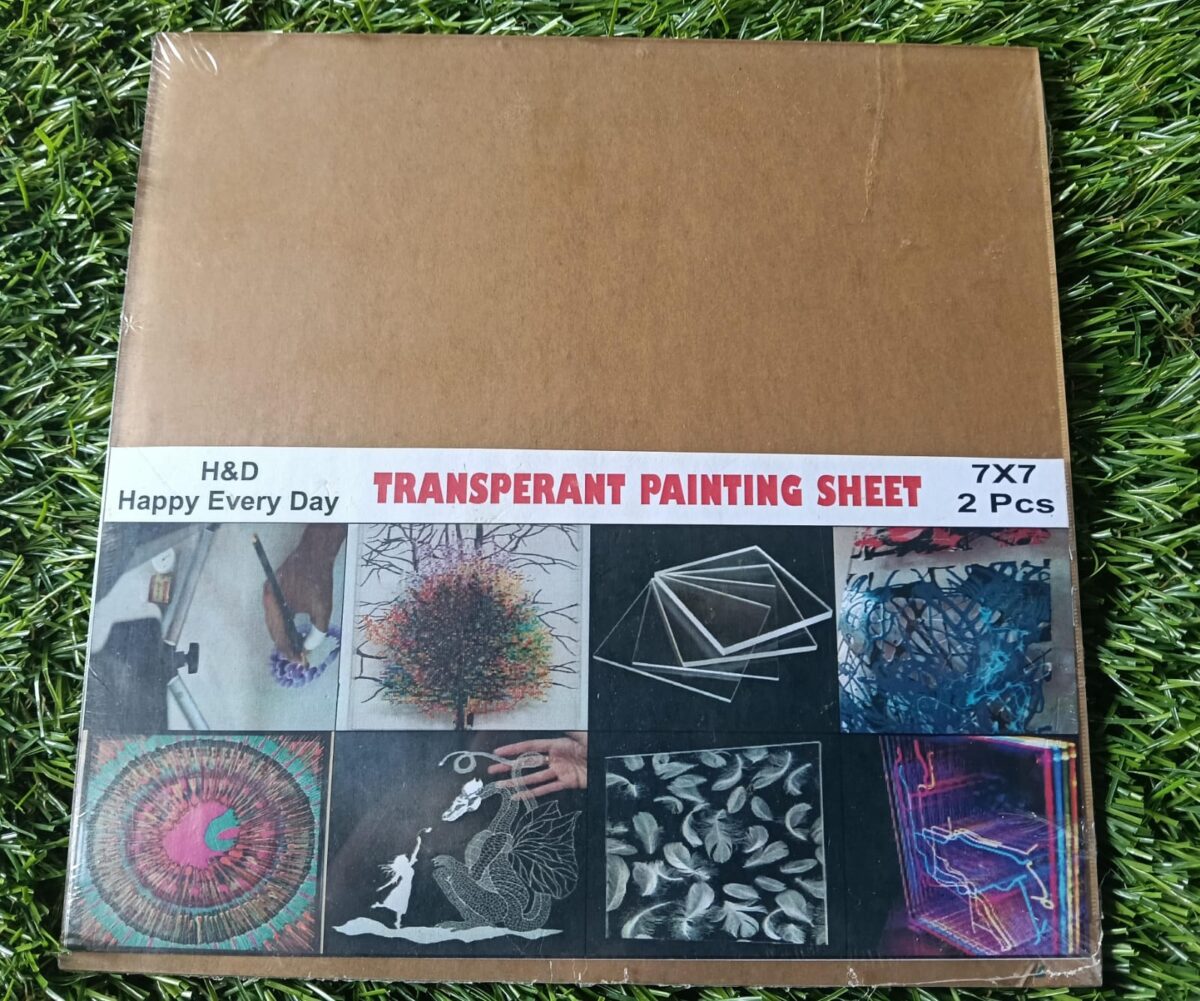 H&D
Happy Every Day
TRANSPERANT PAINTING SHEET
7X7
2 Pcs